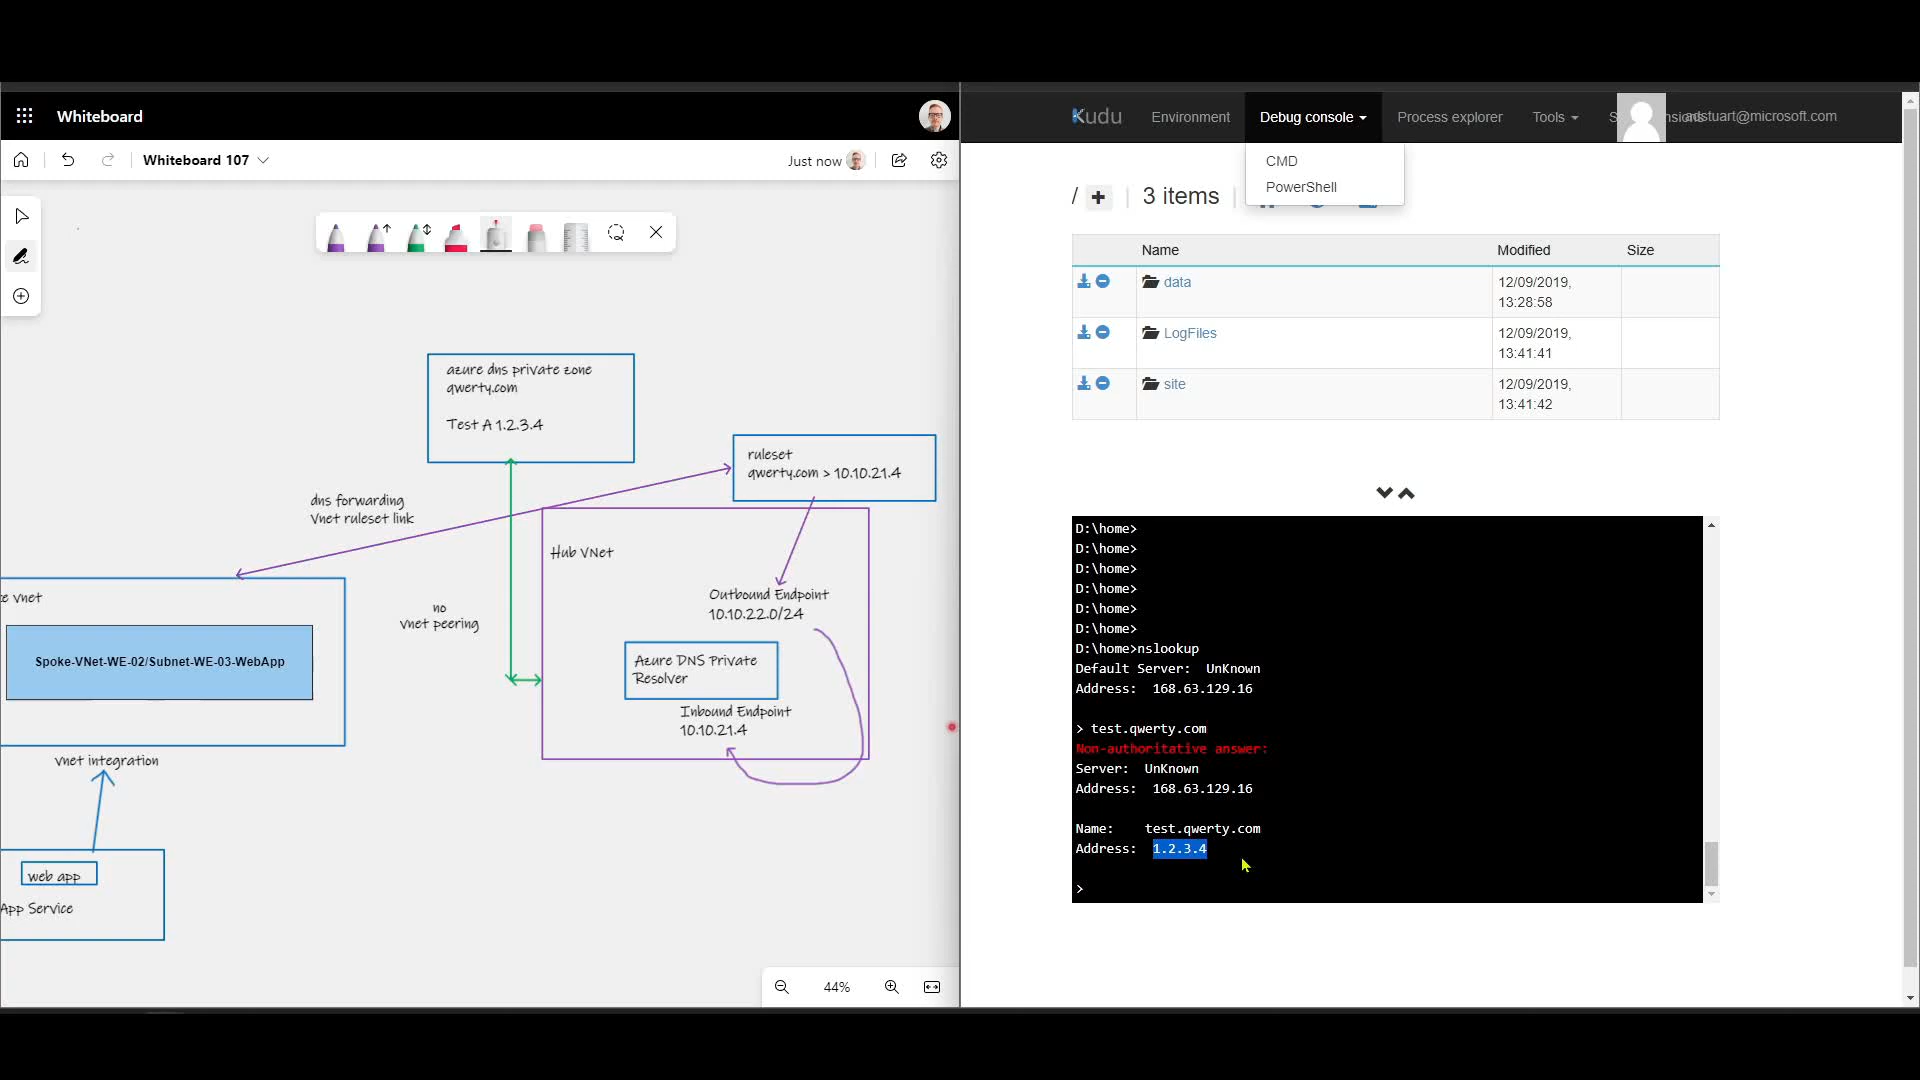 Whiteboard
Whiteboard 107
Just now
azure dns private zone
qwerty.com
Test A 1.2.3.4
ruleset
qwerty.com > 10.10.21.4
dns forwarding
Vnet ruleset link
Hub VNet
Outbound Endpoint
10.10.22.0/24
no
vnet peering
Azure DNS Private
Resolver
Inbound Endpoint
10.10.21.4
vnet
Spoke-VNet-WE-02/Subnet-WE-03-WebApp
vnet integration
web app
App Service
44%
Kudu Environment Debug console Process explorer Tools adstuart@microsoft.com
CMD
PowerShell
/ 3 items
Name Modified Size
data 12/09/2019,
13:28:58
LogFiles 12/09/2019,
13:41:41
site 12/09/2019,
13:41:42
D:\home>
D:\home>
D:\home>
D:\home>
D:\home>
D:\home>
D:\home>nslookup
Default Server: UnKnown
Address: 168.63.129.16
> test.qwerty.com
Non-authoritative answer:
Server: UnKnown
Address: 168.63.129.16
Name: test.qwerty.com
Address: 1.2.3.4
>